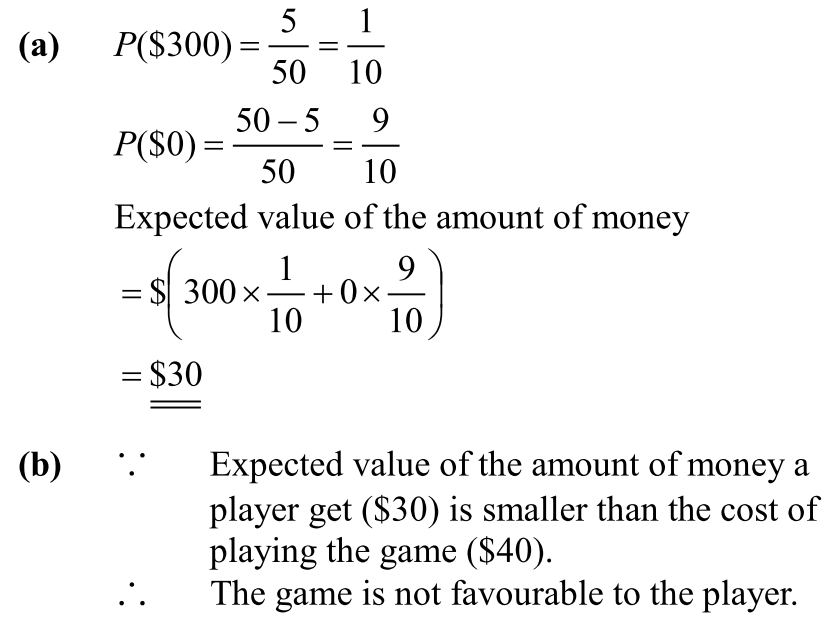 (a) P($300) = 5/50 = 1/10
P($0) = (50 − 5)/50 = 9/10
Expected value of the amount of money
= $(300 × 1/10 + 0 × 9/10)
= $30
(b) ∵ Expected value of the amount of money a
player get ($30) is smaller than the cost of
playing the game ($40).
∴ The game is not favourable to the player.